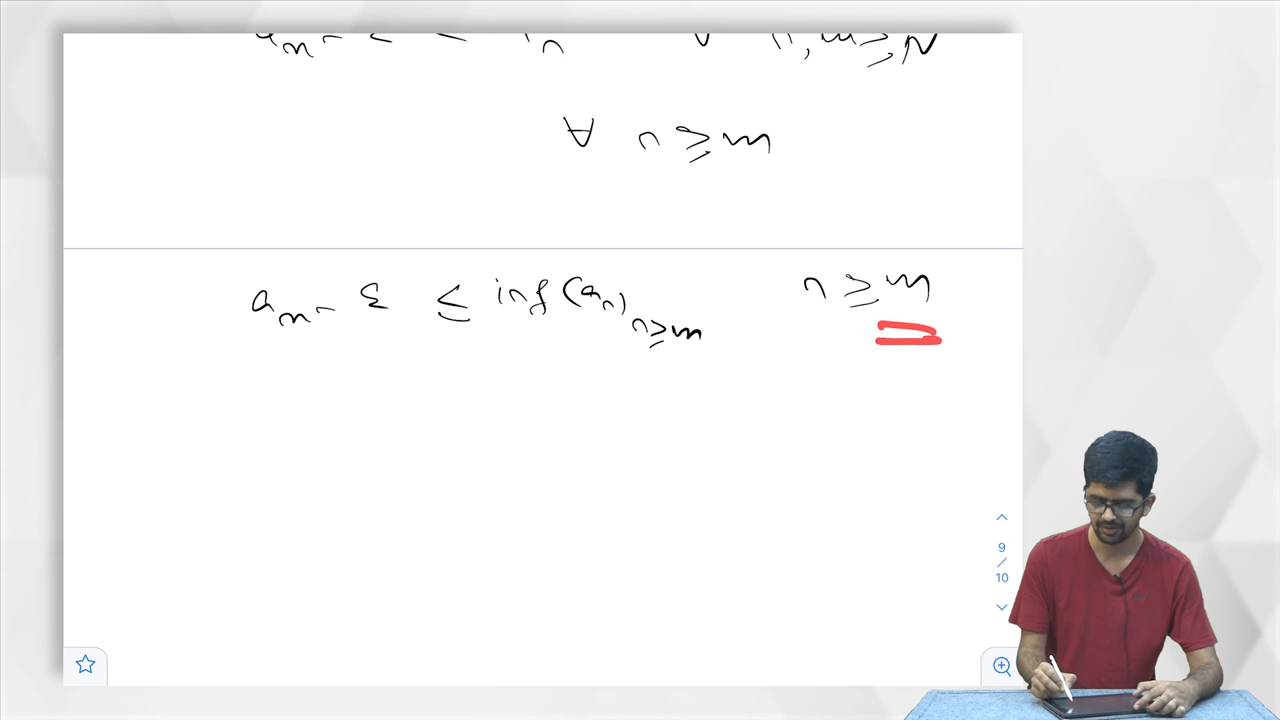 ∀ n ≥ m
a_m - ε ≤ inf (a_n)_{n≥m} n ≥ m
9
/
10